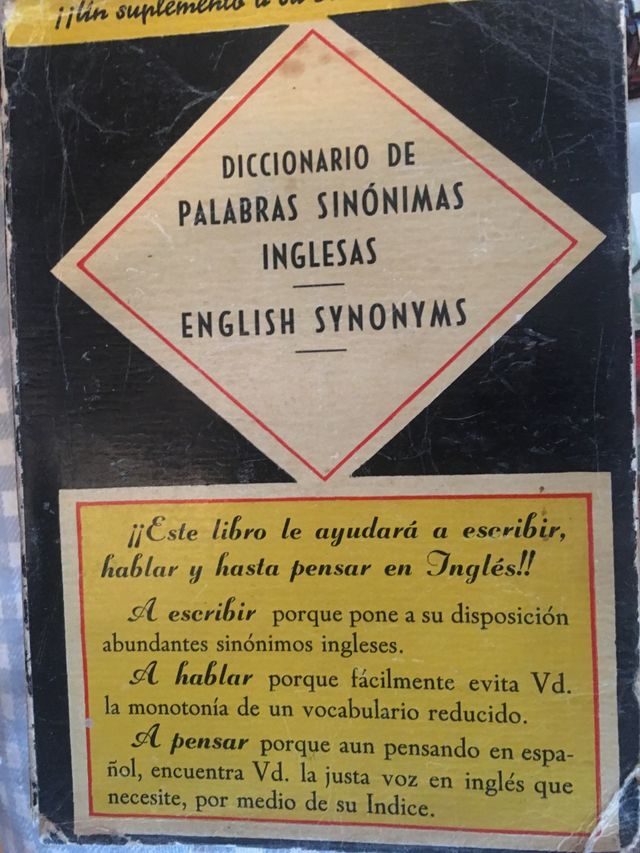 ¡¡Un suplemento a su
DICCIONARIO DE
PALABRAS SINÓNIMAS
INGLESAS
ENGLISH SYNONYMS
¡¡Este libro le ayudará a escribir,
hablar y hasta pensar en Inglés!!
A escribir porque pone a su disposición
abundantes sinónimos ingleses.
A hablar porque fácilmente evita Vd.
la monotonía de un vocabulario reducido.
A pensar porque aun pensando en espa-
ñol, encuentra Vd. la justa voz en inglés que
necesite, por medio de su Indice.